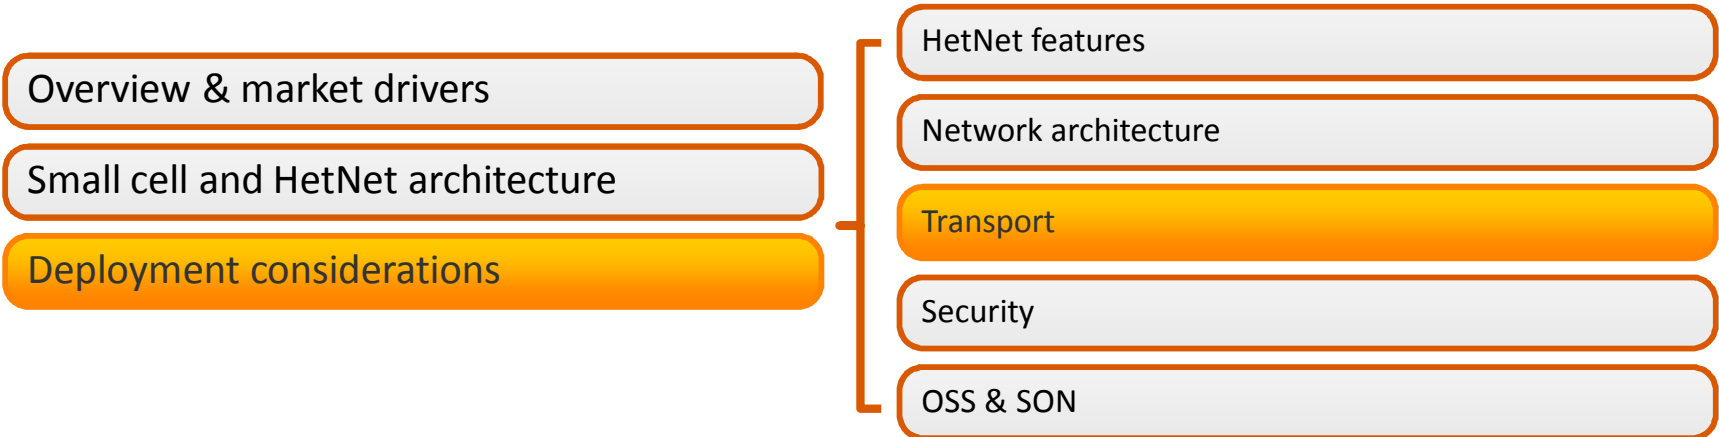 Overview & market drivers
Small cell and HetNet architecture
Deployment considerations
HetNet features
Network architecture
Transport
Security
OSS & SON